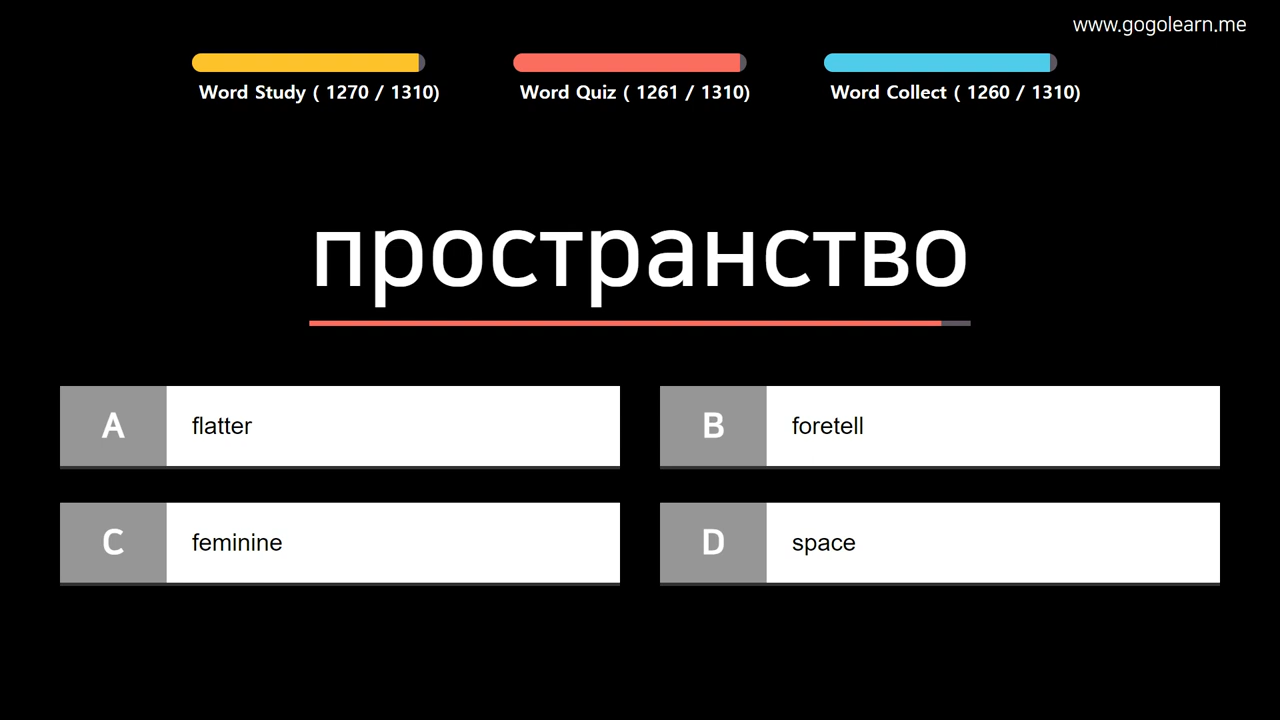 www.gogolearn.me
Word Study ( 1270 / 1310)
Word Quiz ( 1261 / 1310)
Word Collect ( 1260 / 1310)
пространство
A flatter
B foretell
C feminine
D space